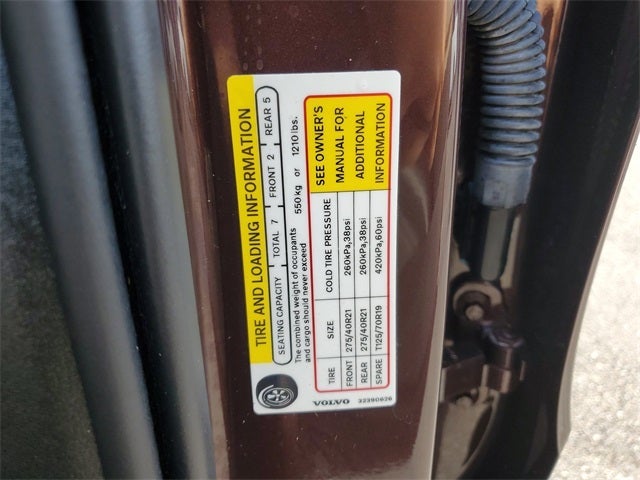 TIRE AND LOADING INFORMATION
SEATING CAPACITY TOTAL 7 FRONT 2 REAR 5
The combined weight of occupants
and cargo should never exceed 550 kg or 1210 lbs.
TIRE SIZE COLD TIRE PRESSURE SEE OWNER'S
FRONT 275/40R21 260kPa,38psi MANUAL FOR
REAR 275/40R21 260kPa,38psi ADDITIONAL
SPARE T125/70R19 420kPa,60psi INFORMATION
VOLVO 32390626